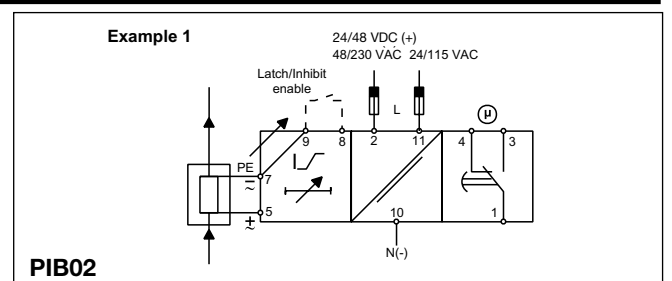 Example 1
24/48 VDC (+)
48/230 VAC 24/115 VAC
Latch/Inhibit
enable
L
μ
9 8 2 11 4 3
PE
7
-
~
5
+
~
10
1
N(-)
PIB02